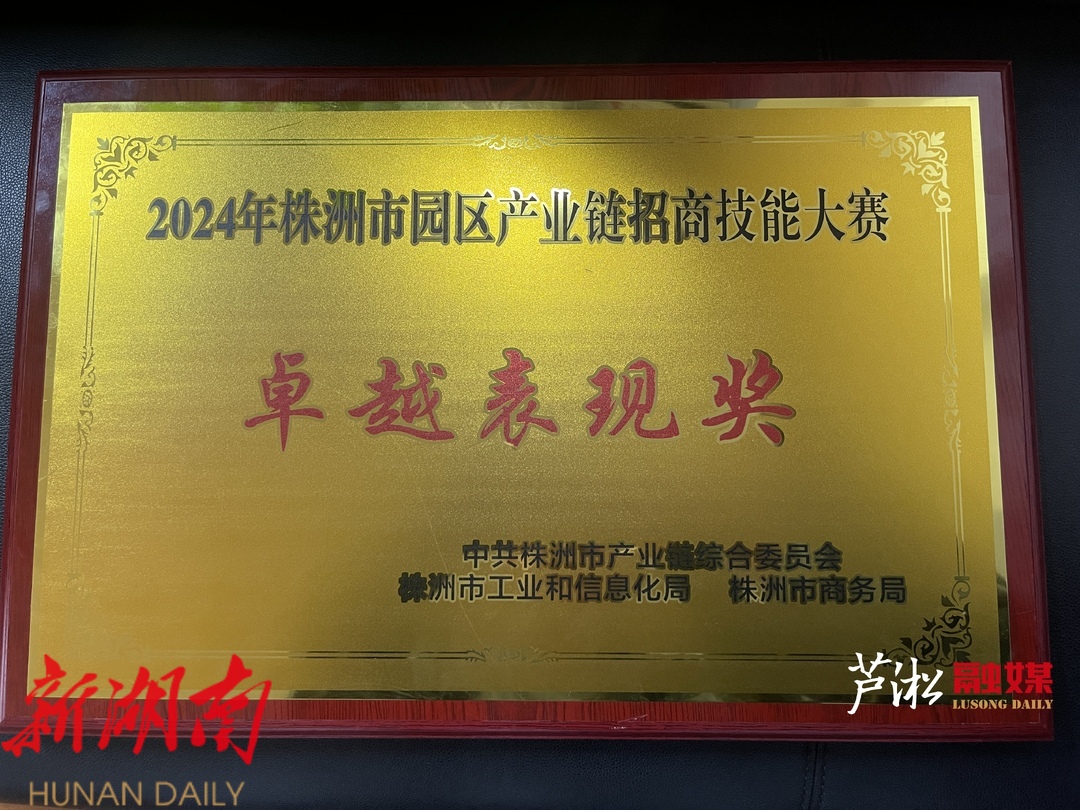 2024年株洲市园区产业链招商技能大赛
卓越表现奖
中共株洲市产业链综合委员会
株洲市工业和信息化局 株洲市商务局
新湖南
HUNAN DAILY
芦淞 融媒
LUSONG DAILY